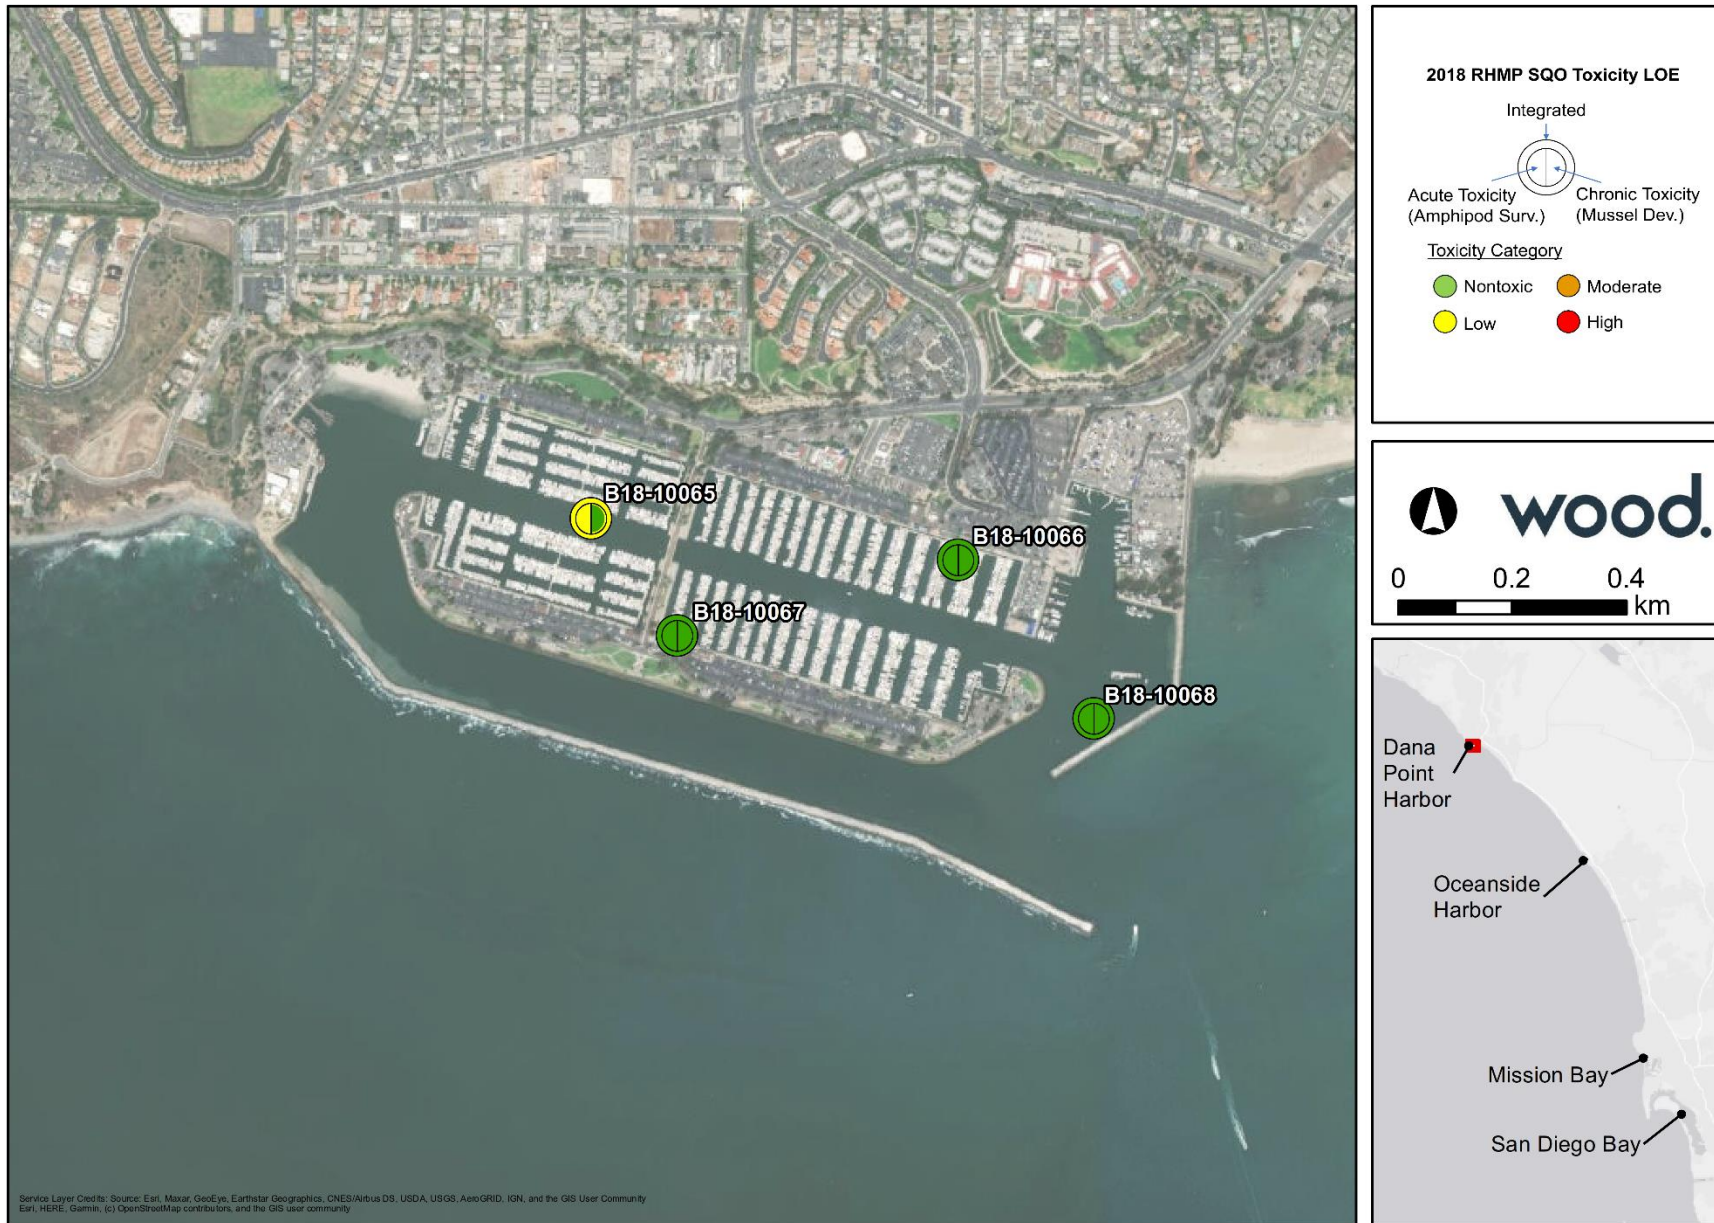 B18-10065
B18-10066
B18-10067
B18-10068
Service Layer Credits: Source: Esri, Maxar, GeoEye, Earthstar Geographics, CNES/Airbus DS, USDA, USGS, AeroGRID, IGN, and the GIS User Community
Esri, HERE, Garmin, (c) OpenStreetMap contributors, and the GIS user community
2018 RHMP SQO Toxicity LOE
Integrated
Acute Toxicity
(Amphipod Surv.)
Chronic Toxicity
(Mussel Dev.)
Toxicity Category
Nontoxic
Moderate
Low
High
wood.
0 0.2 0.4
km
Dana
Point
Harbor
Oceanside
Harbor
Mission Bay
San Diego Bay